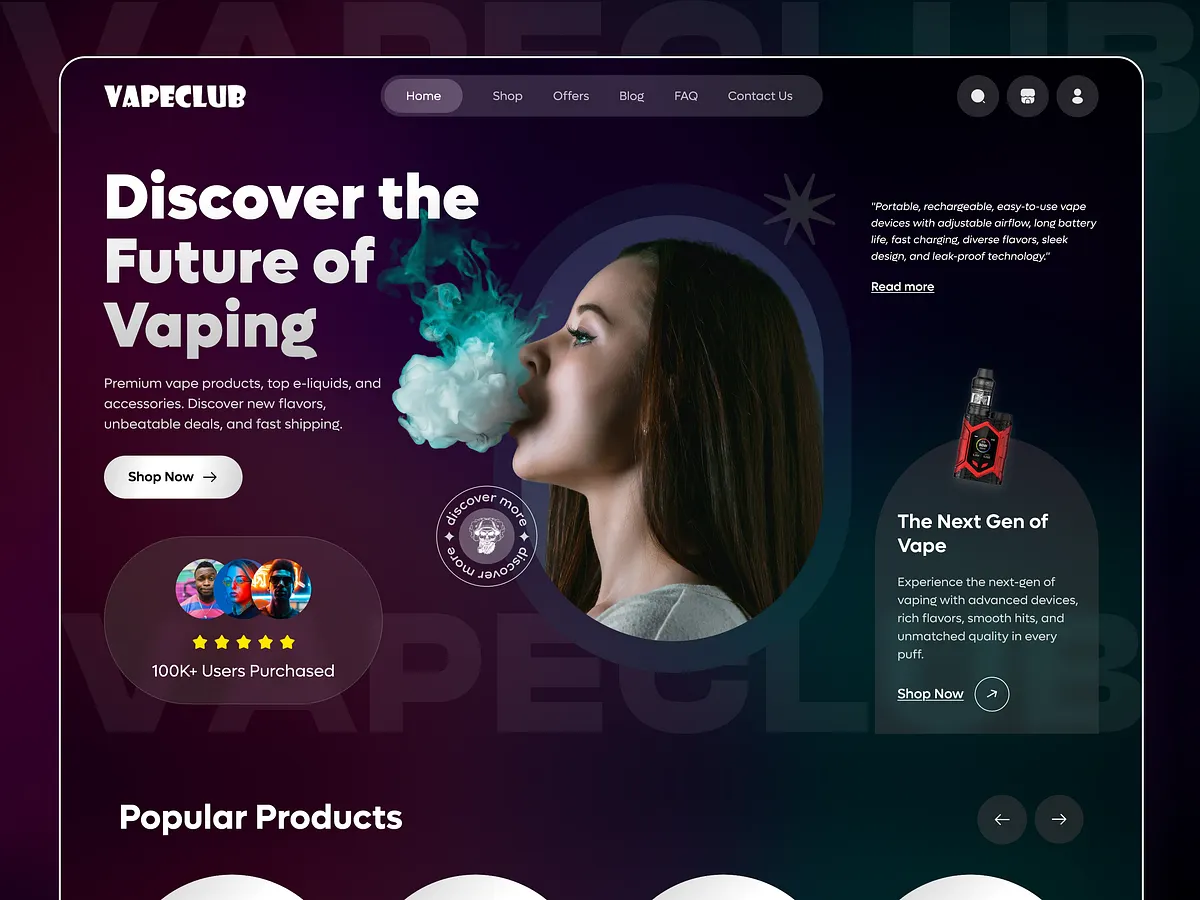 VAPECLUB
VAPECLUB
Home
Shop
Offers
Blog
FAQ
Contact Us
Discover the
Future of
Vaping
Premium vape products, top e-liquids, and
accessories. Discover new flavors,
unbeatable deals, and fast shipping.
Shop Now
"Portable, rechargeable, easy-to-use vape
devices with adjustable airflow, long battery
life, fast charging, diverse flavors, sleek
design, and leak-proof technology."
Read more
discover more
discover more
100K+ Users Purchased
The Next Gen of
Vape
Experience the next-gen of
vaping with advanced devices,
rich flavors, smooth hits, and
unmatched quality in every
puff.
Shop Now
VAPECLUB
Popular Products